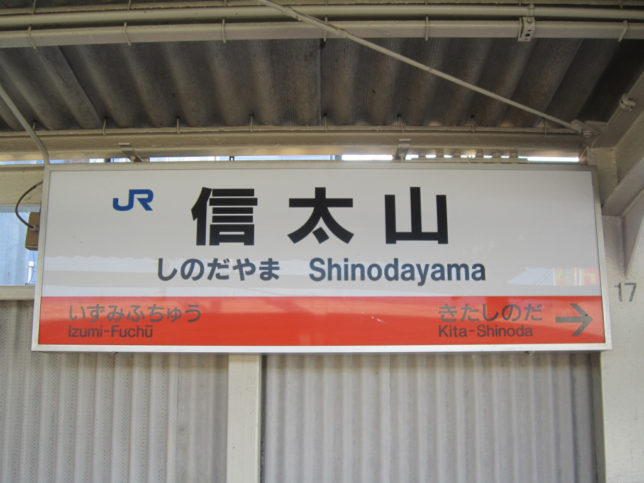 JR 信太山
しのだやま Shinodayama
いずみふちゅう きたしのだ →
Izumi-Fuchū Kita-Shinoda
17